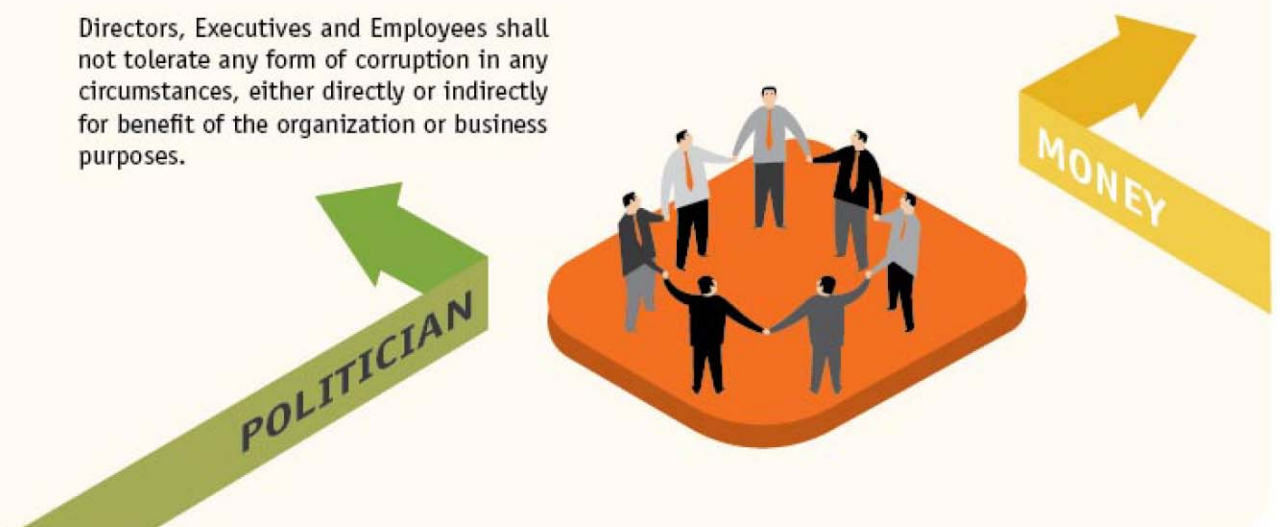 Directors, Executives and Employees shall
not tolerate any form of corruption in any
circumstances, either directly or indirectly
for benefit of the organization or business
purposes.
MONEY
POLITICIAN